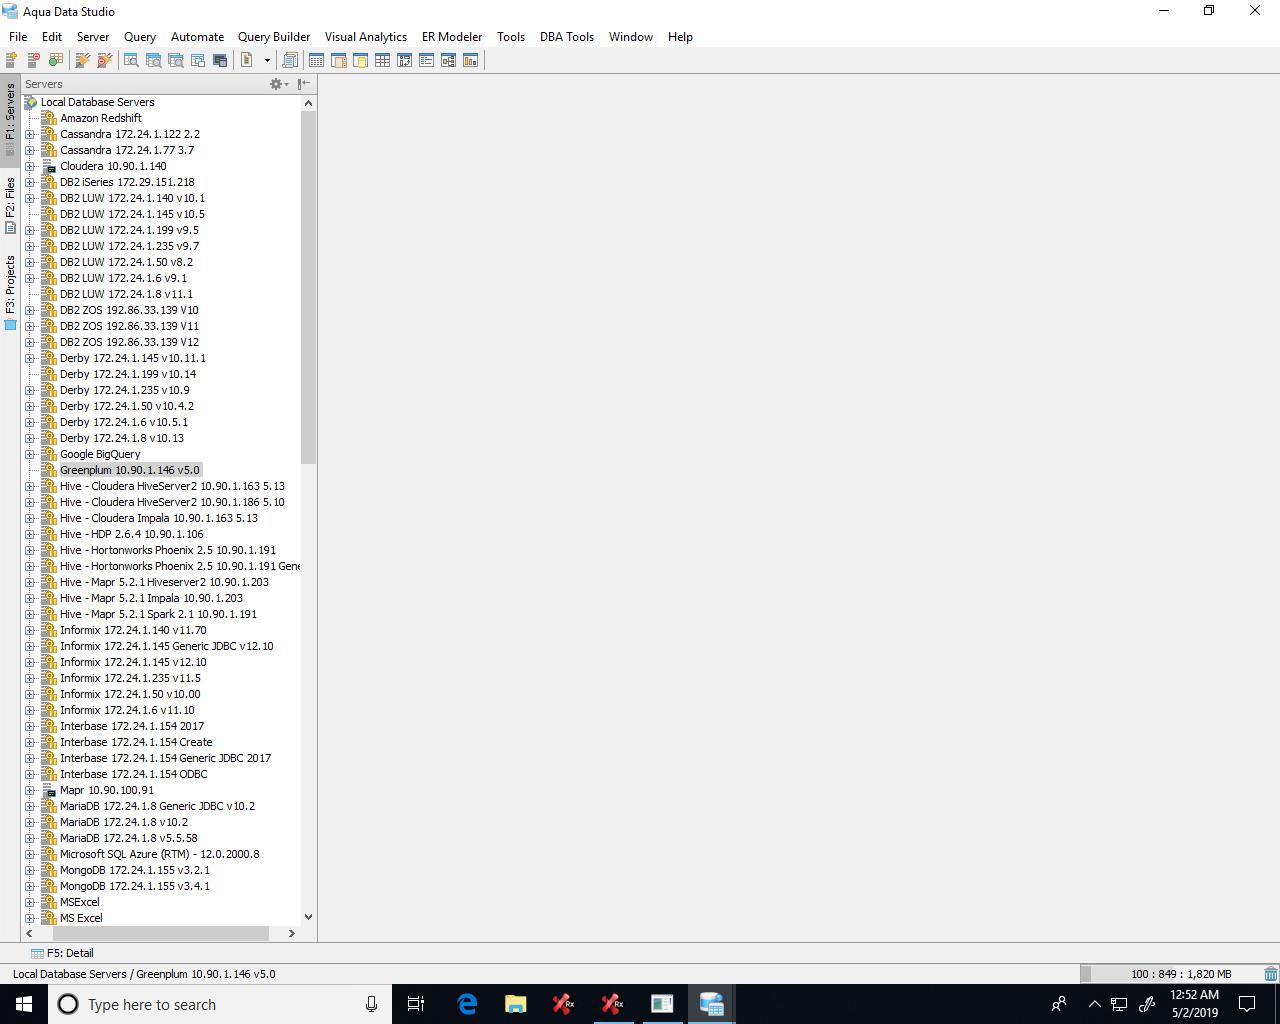 Aqua Data Studio
File Edit Server Query Automate Query Builder Visual Analytics ER Modeler Tools DBA Tools Window Help
Servers
F1: Servers
F2: Files
F3: Projects
Local Database Servers
Amazon Redshift
Cassandra 172.24.1.122 2.2
Cassandra 172.24.1.77 3.7
Cloudera 10.90.1.140
DB2 iSeries 172.29.151.218
DB2 LUW 172.24.1.140 v10.1
DB2 LUW 172.24.1.145 v10.5
DB2 LUW 172.24.1.199 v9.5
DB2 LUW 172.24.1.235 v9.7
DB2 LUW 172.24.1.50 v8.2
DB2 LUW 172.24.1.6 v9.1
DB2 LUW 172.24.1.8 v11.1
DB2 ZOS 192.86.33.139 V10
DB2 ZOS 192.86.33.139 V11
DB2 ZOS 192.86.33.139 V12
Derby 172.24.1.145 v10.11.1
Derby 172.24.1.199 v10.14
Derby 172.24.1.235 v10.9
Derby 172.24.1.50 v10.4.2
Derby 172.24.1.6 v10.5.1
Derby 172.24.1.8 v10.13
Google BigQuery
Greenplum 10.90.1.146 v5.0
Hive - Cloudera HiveServer2 10.90.1.163 5.13
Hive - Cloudera HiveServer2 10.90.1.186 5.10
Hive - Cloudera Impala 10.90.1.163 5.13
Hive - HDP 2.6.4 10.90.1.106
Hive - Hortonworks Phoenix 2.5 10.90.1.191
Hive - Hortonworks Phoenix 2.5 10.90.1.191 Gene
Hive - Mapr 5.2.1 Hiveserver2 10.90.1.203
Hive - Mapr 5.2.1 Impala 10.90.1.203
Hive - Mapr 5.2.1 Spark 2.1 10.90.1.191
Informix 172.24.1.140 v11.70
Informix 172.24.1.145 Generic JDBC v12.10
Informix 172.24.1.145 v12.10
Informix 172.24.1.235 v11.5
Informix 172.24.1.50 v10.00
Informix 172.24.1.6 v11.10
Interbase 172.24.1.154 2017
Interbase 172.24.1.154 Create
Interbase 172.24.1.154 Generic JDBC 2017
Interbase 172.24.1.154 ODBC
Mapr 10.90.100.91
MariaDB 172.24.1.8 Generic JDBC v10.2
MariaDB 172.24.1.8 v10.2
MariaDB 172.24.1.8 v5.5.58
Microsoft SQL Azure (RTM) - 12.0.2000.8
MongoDB 172.24.1.155 v3.2.1
MongoDB 172.24.1.155 v3.4.1
MSExcel
MS Excel
F5: Detail
Local Database Servers / Greenplum 10.90.1.146 v5.0
100 : 849 : 1,820 MB
Type here to search
Rx
Rx
12:52 AM
5/2/2019